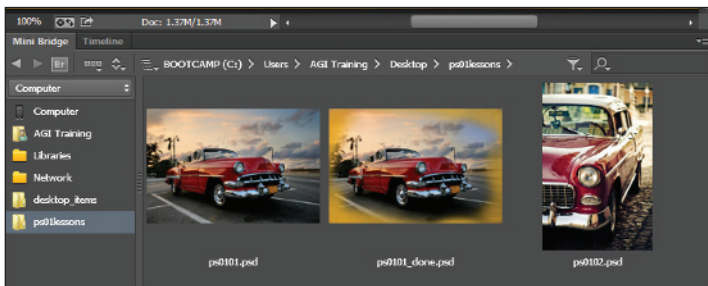 100% Doc: 1.37M/1.37M
Mini Bridge Timeline
Br BOOTCAMP (C:) > Users > AGI Training > Desktop > ps01lessons >
Computer
Computer
AGI Training
Libraries
Network
desktop_items
ps01lessons
ps0101.psd ps0101_done.psd ps0102.psd